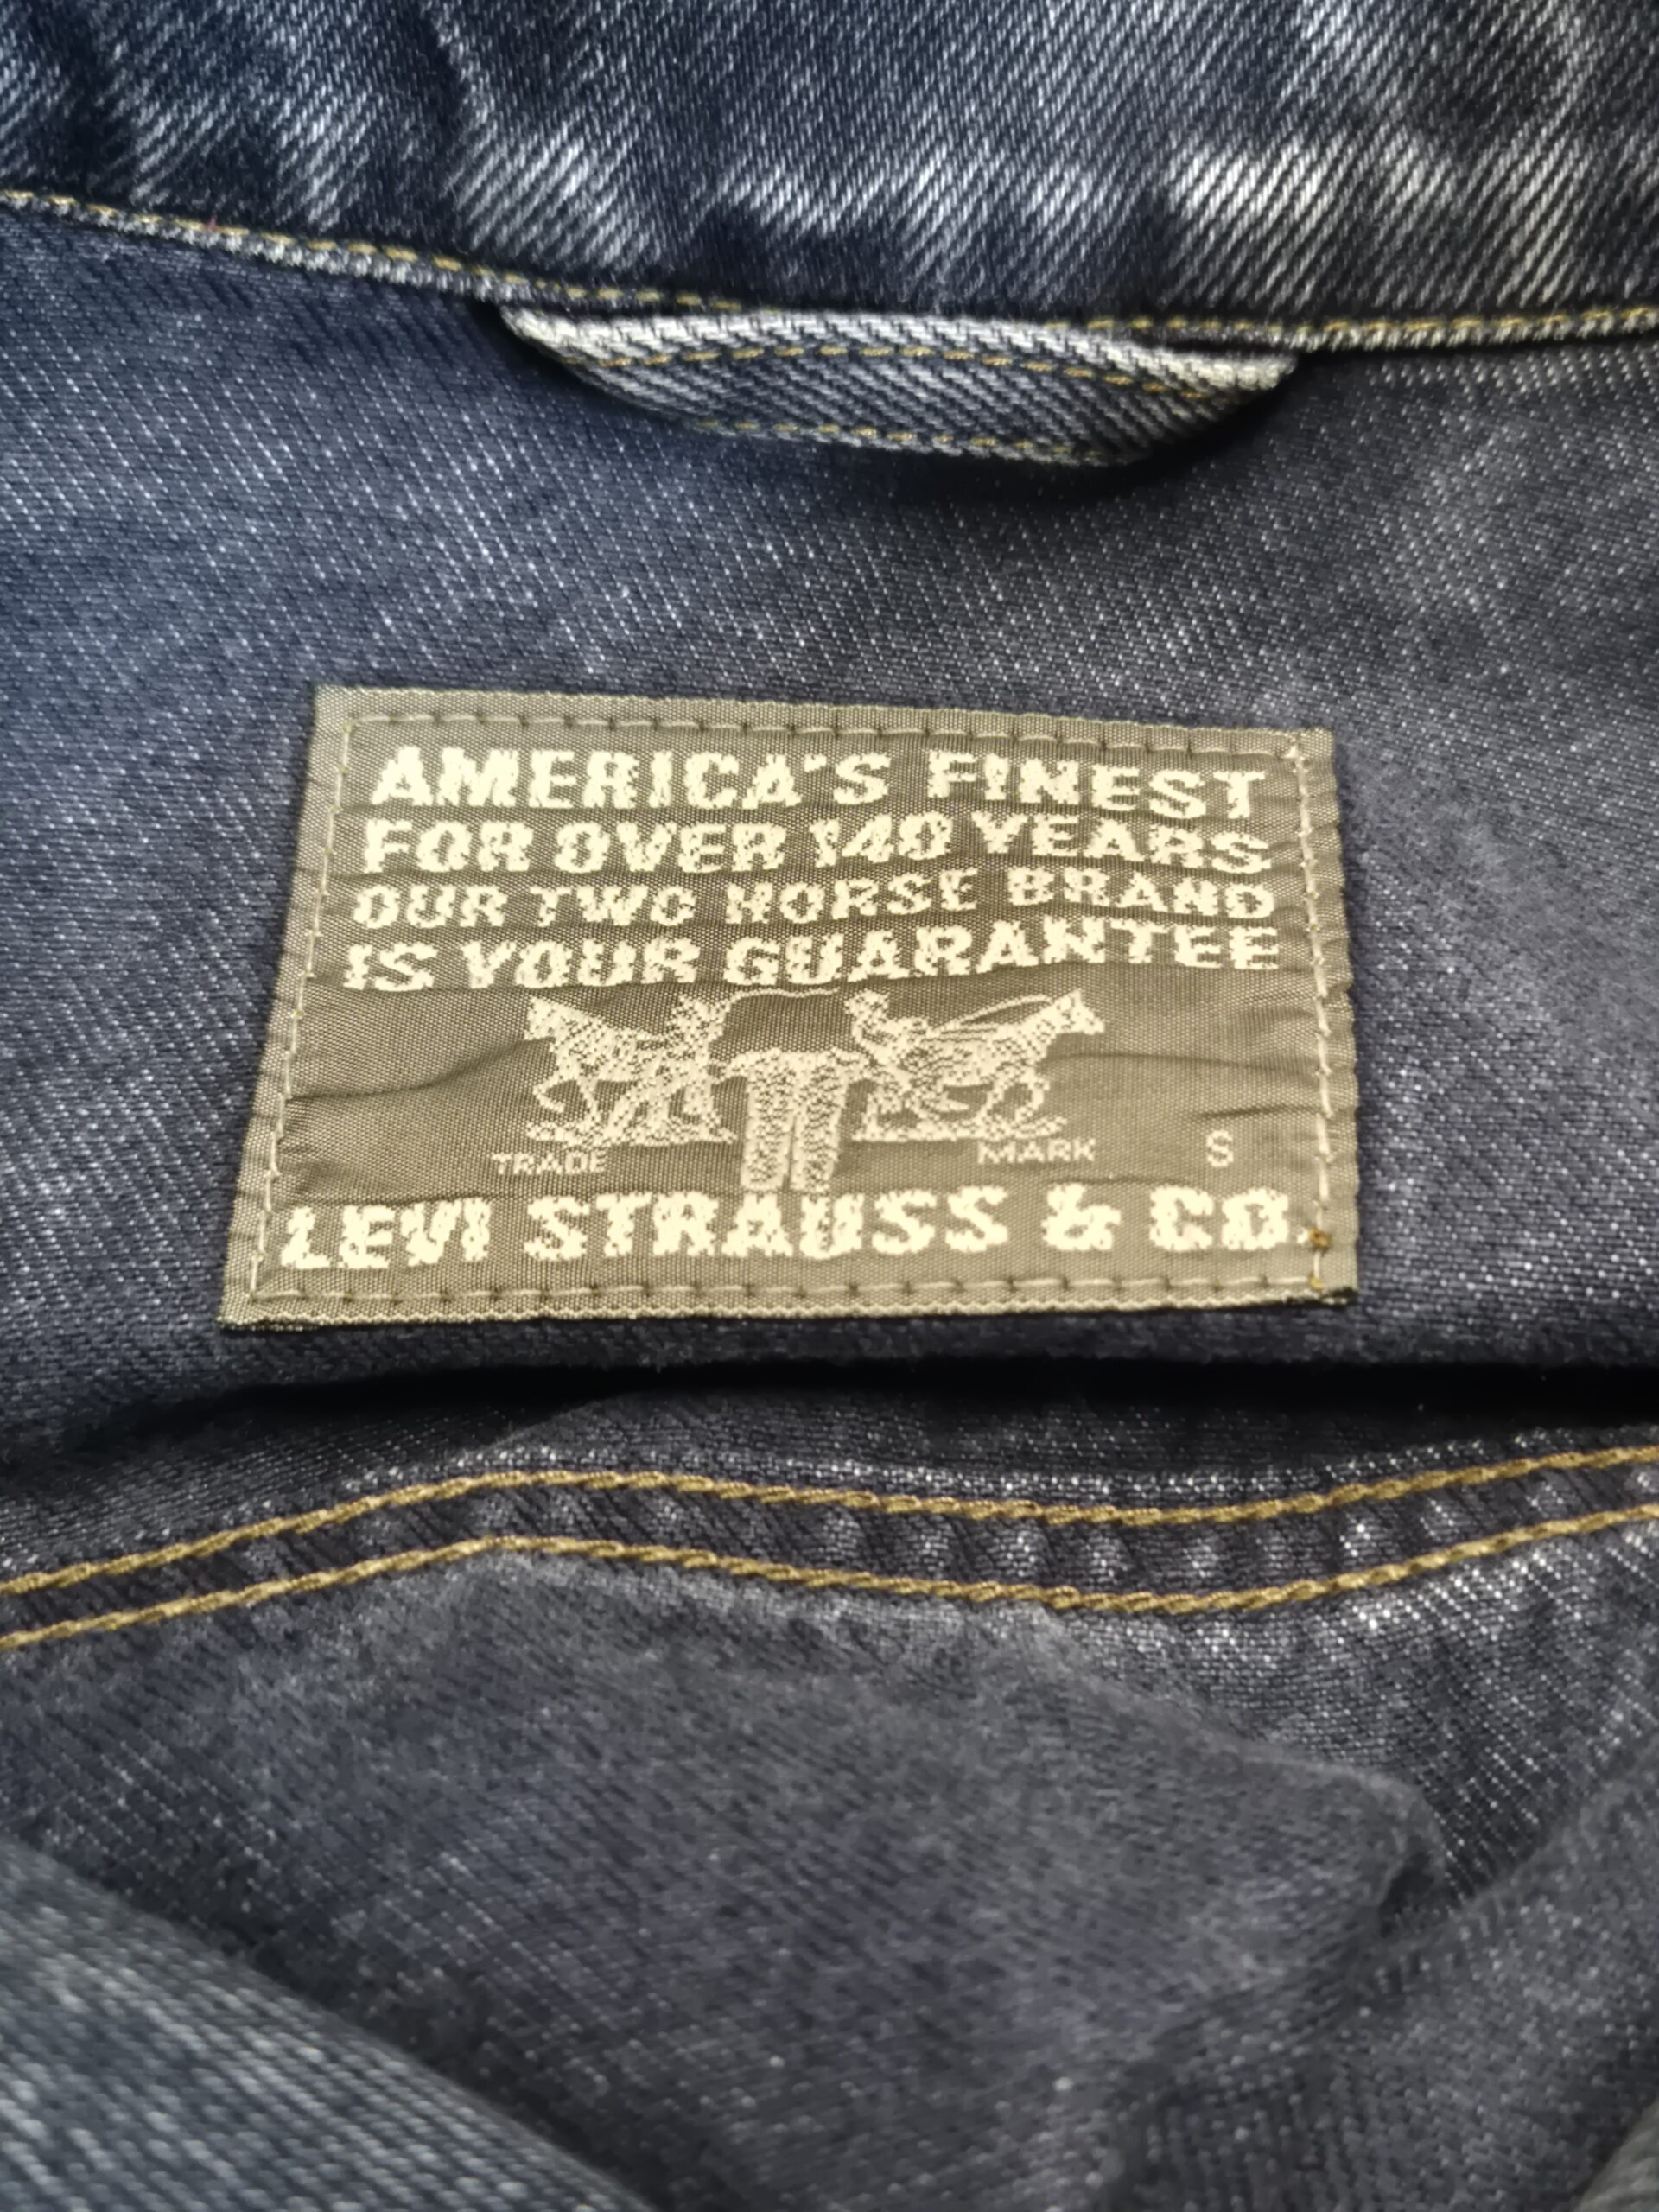 AMERICA'S FINEST
FOR OVER 140 YEARS
OUR TWO HORSE BRAND
IS YOUR GUARANTEE
TRADE MARK S
LEVI STRAUSS & CO.